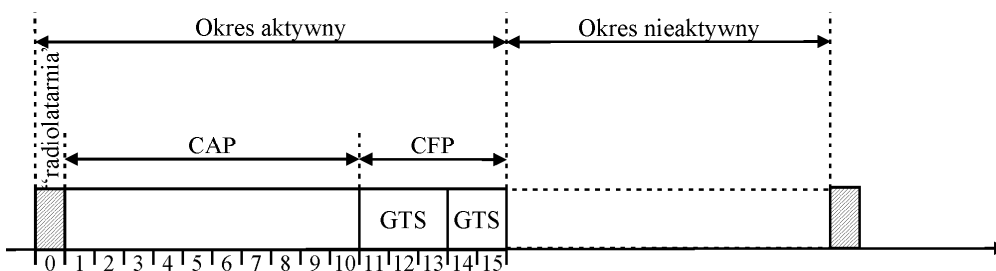 Okres aktywny
Okres nieaktywny
“radiolatarnia”
CAP
CFP
GTS
GTS
0 1 2 3 4 5 6 7 8 9 10 11 12 13 14 15